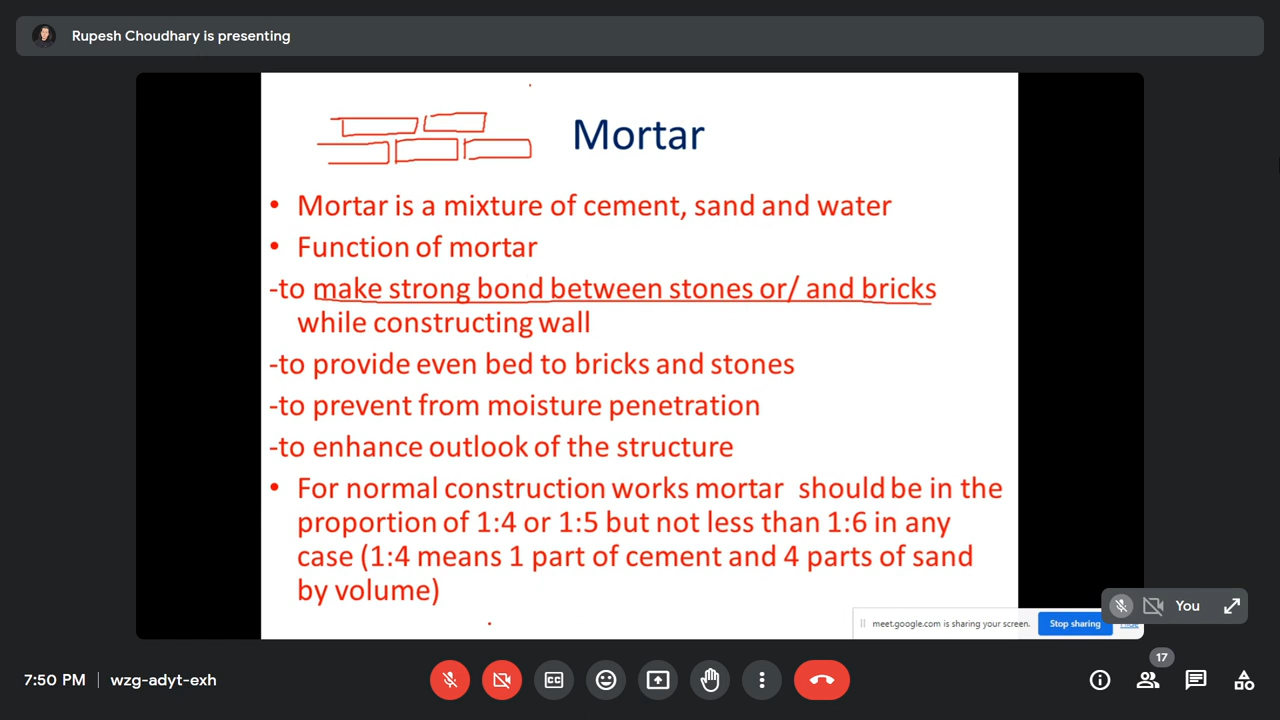 Rupesh Choudhary is presenting
Mortar
• Mortar is a mixture of cement, sand and water
• Function of mortar
-to make strong bond between stones or/ and bricks
while constructing wall
-to provide even bed to bricks and stones
-to prevent from moisture penetration
-to enhance outlook of the structure
• For normal construction works mortar should be in the
proportion of 1:4 or 1:5 but not less than 1:6 in any
case (1:4 means 1 part of cement and 4 parts of sand
by volume)
You
meet.google.com is sharing your screen.
Stop sharing
17
7:50 PM | wzg-adyt-exh